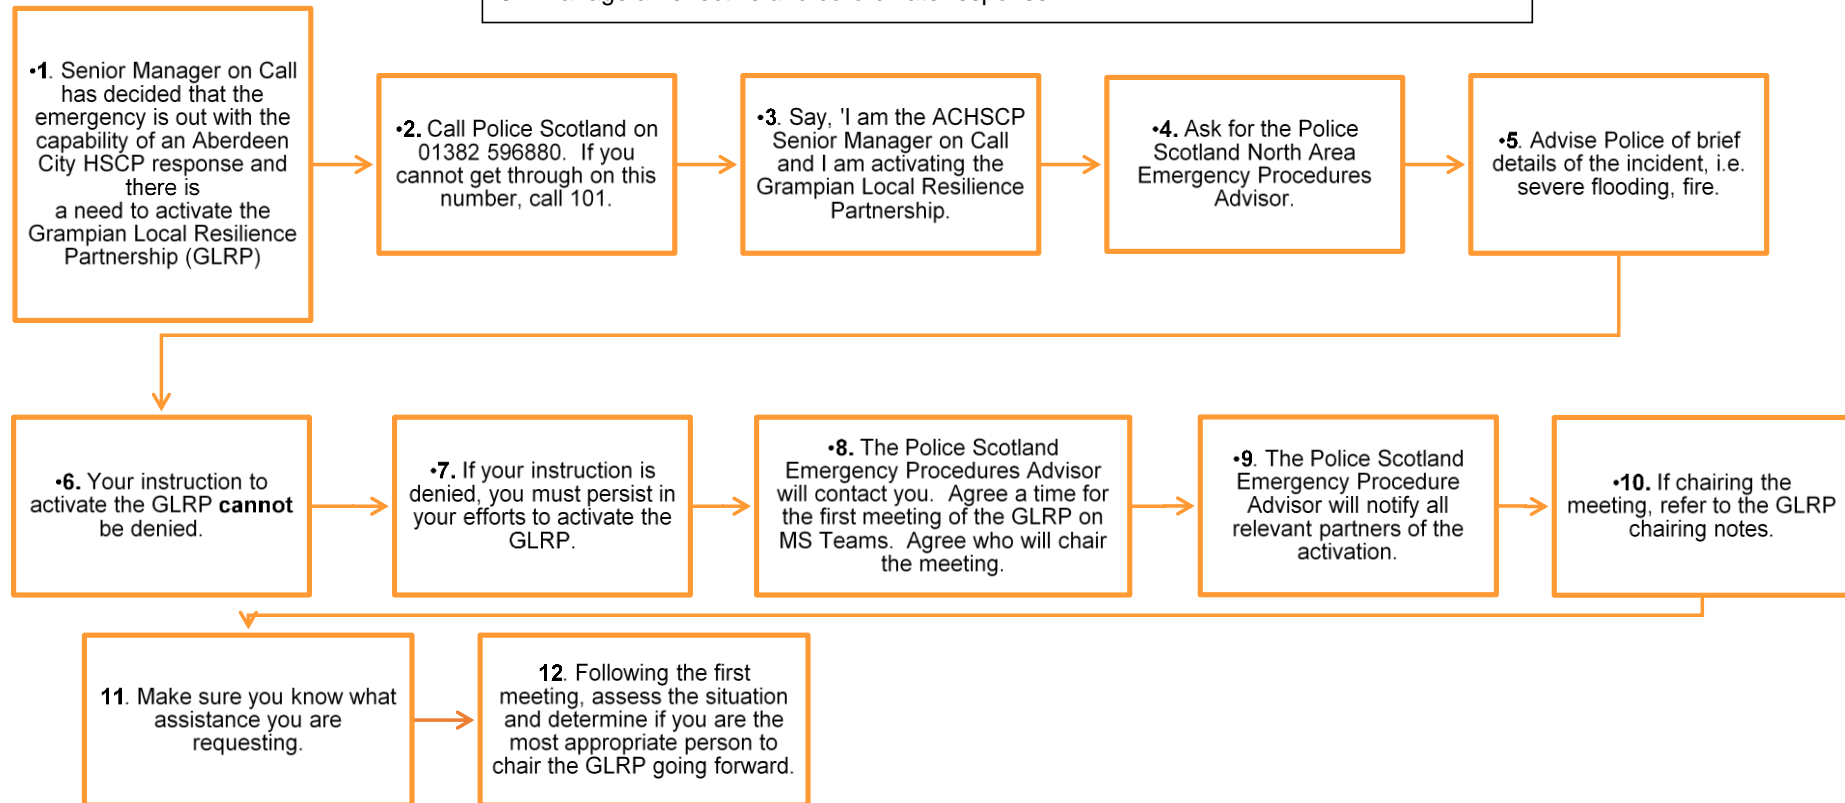 •1. Senior Manager on Call
has decided that the
emergency is out with the
capability of an Aberdeen
City HSCP response and
there is
a need to activate the
Grampian Local Resilience
Partnership (GLRP)
•2. Call Police Scotland on
01382 596880. If you
cannot get through on this
number, call 101.
•3. Say, 'I am the ACHSCP
Senior Manager on Call
and I am activating the
Grampian Local Resilience
Partnership.
•4. Ask for the Police
Scotland North Area
Emergency Procedures
Advisor.
•5. Advise Police of brief
details of the incident, i.e.
severe flooding, fire.
•6. Your instruction to
activate the GLRP cannot
be denied.
•7. If your instruction is
denied, you must persist in
your efforts to activate the
GLRP.
•8. The Police Scotland
Emergency Procedures Advisor
will contact you. Agree a time for
the first meeting of the GLRP on
MS Teams. Agree who will chair
the meeting.
•9. The Police Scotland
Emergency Procedure
Advisor will notify all
relevant partners of the
activation.
•10. If chairing the
meeting, refer to the GLRP
chairing notes.
11. Make sure you know what
assistance you are
requesting.
12. Following the first
meeting, assess the situation
and determine if you are the
most appropriate person to
chair the GLRP going forward.